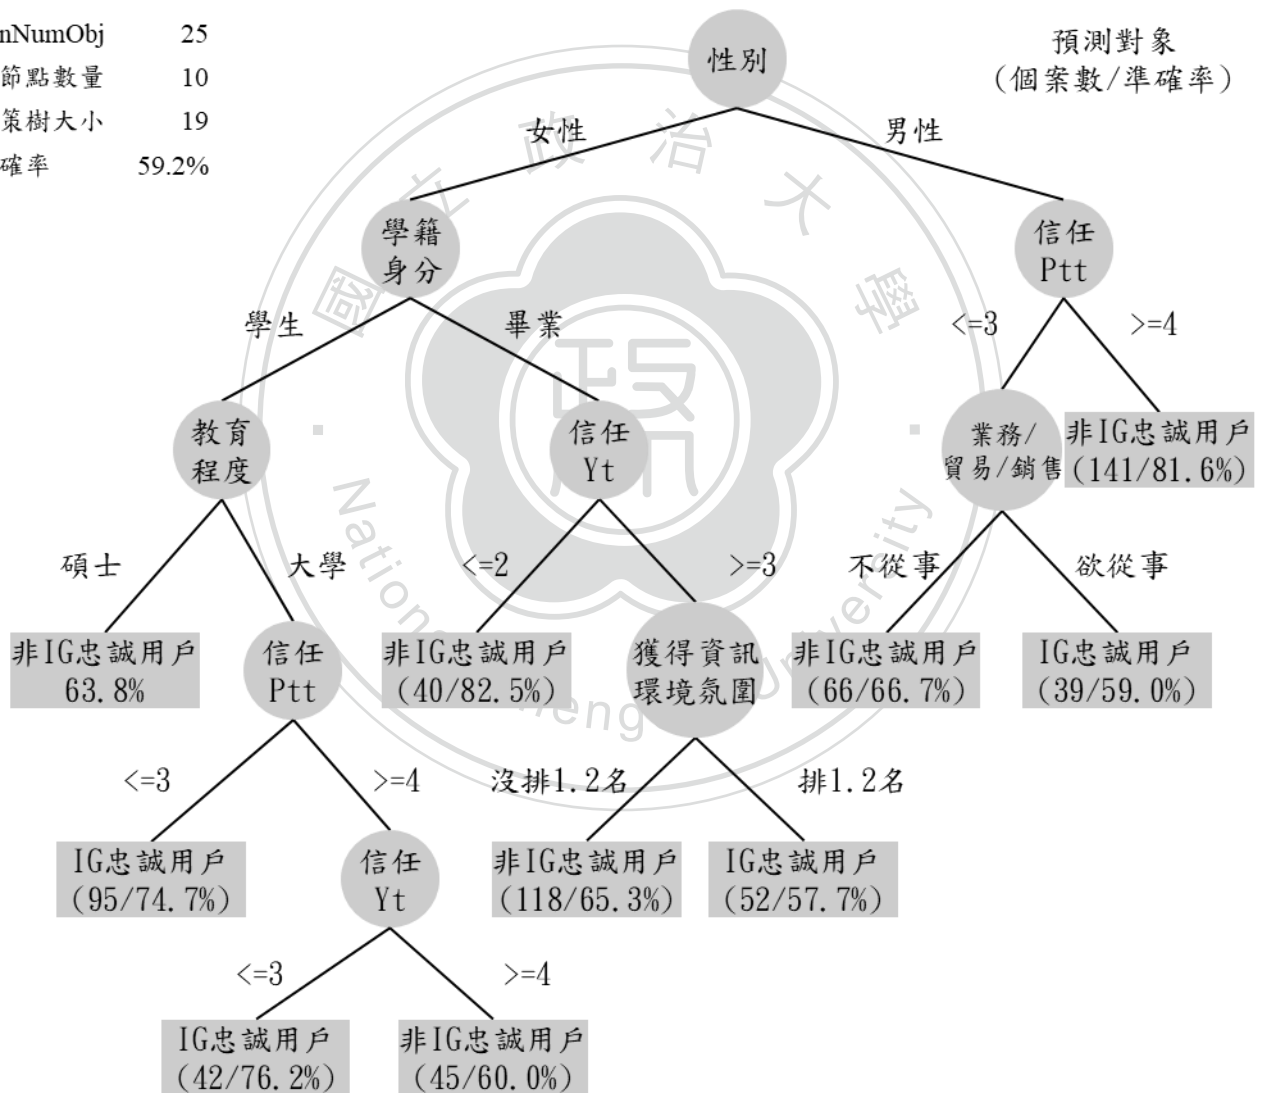 nNumObj 25
節點數量 10
策樹大小 19
確率 59.2%
預測對象
(個案數/準確率)
性別
女性
男性
學籍
身分
信任
Ptt
學生
畢業
<=3
>=4
教育
程度
信任
Yt
業務/
貿易/銷售
非IG忠誠用戶
(141/81.6%)
碩士
大學
<=2
>=3
不從事
欲從事
非IG忠誠用戶
63.8%
信任
Ptt
非IG忠誠用戶
(40/82.5%)
獲得資訊
環境氛圍
非IG忠誠用戶
(66/66.7%)
IG忠誠用戶
(39/59.0%)
<=3
>=4
沒排1.2名
排1.2名
IG忠誠用戶
(95/74.7%)
信任
Yt
非IG忠誠用戶
(118/65.3%)
IG忠誠用戶
(52/57.7%)
<=3
>=4
IG忠誠用戶
(42/76.2%)
非IG忠誠用戶
(45/60.0%)
國立政治大學